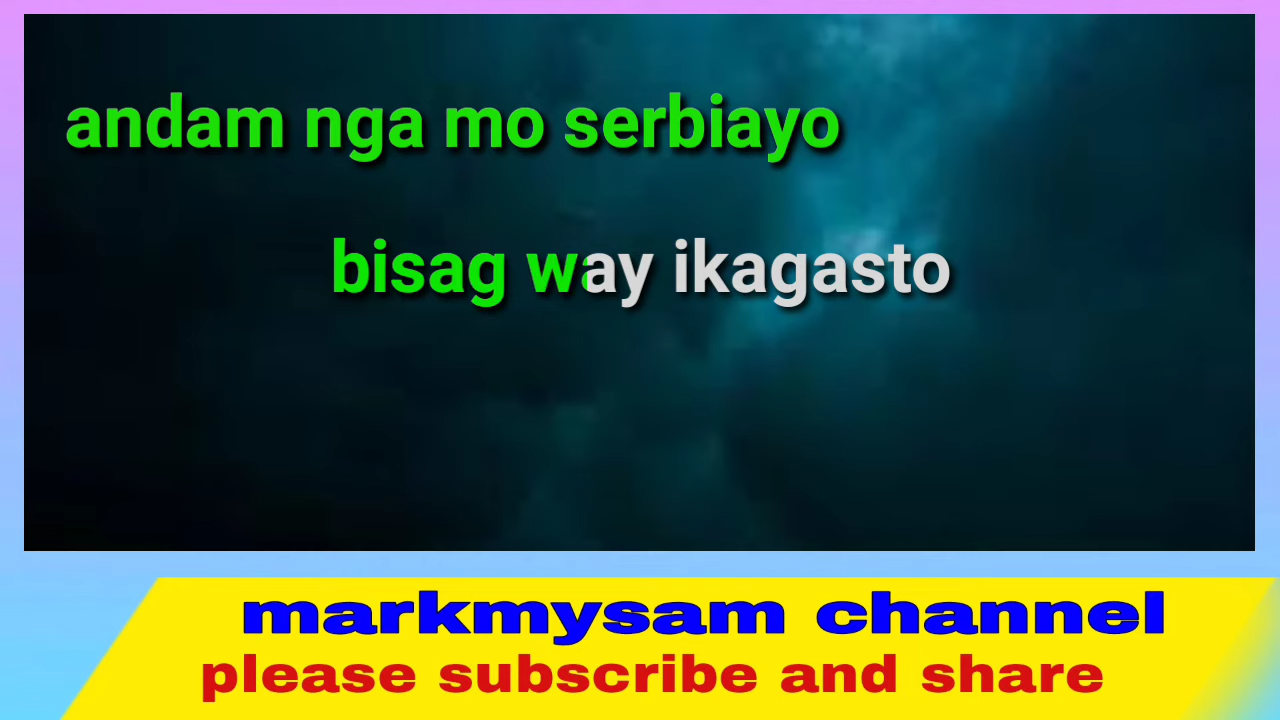 andam nga mo serbiayo
bisag way ikagasto
markmysam channel
please subscribe and share